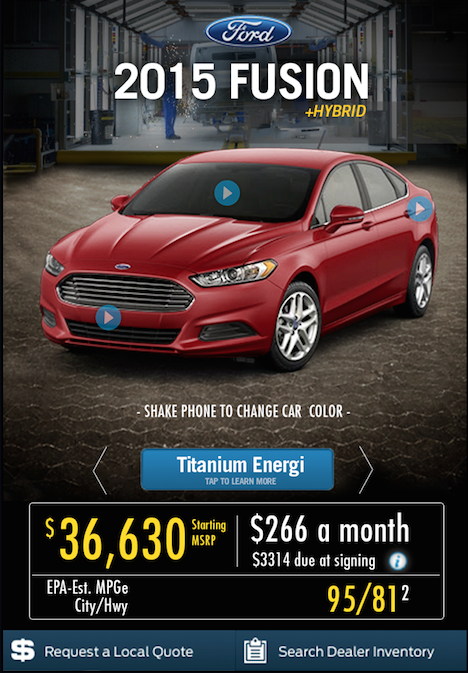 Ford
2015 FUSION
+HYBRID
- SHAKE PHONE TO CHANGE CAR COLOR -
Titanium Energi
TAP TO LEARN MORE
$36,630 Starting MSRP
$266 a month
$3314 due at signing i
EPA-Est. MPGe
City/Hwy
95/81²
$ Request a Local Quote
Search Dealer Inventory